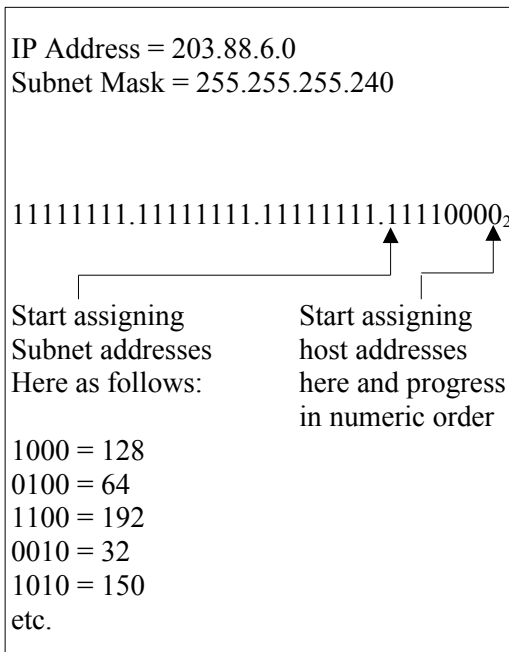 IP Address = 203.88.6.0
Subnet Mask = 255.255.255.240
11111111.11111111.11111111.11110000₂
Start assigning
Subnet addresses
Here as follows:
1000 = 128
0100 = 64
1100 = 192
0010 = 32
1010 = 150
etc.
Start assigning
host addresses
here and progress
in numeric order